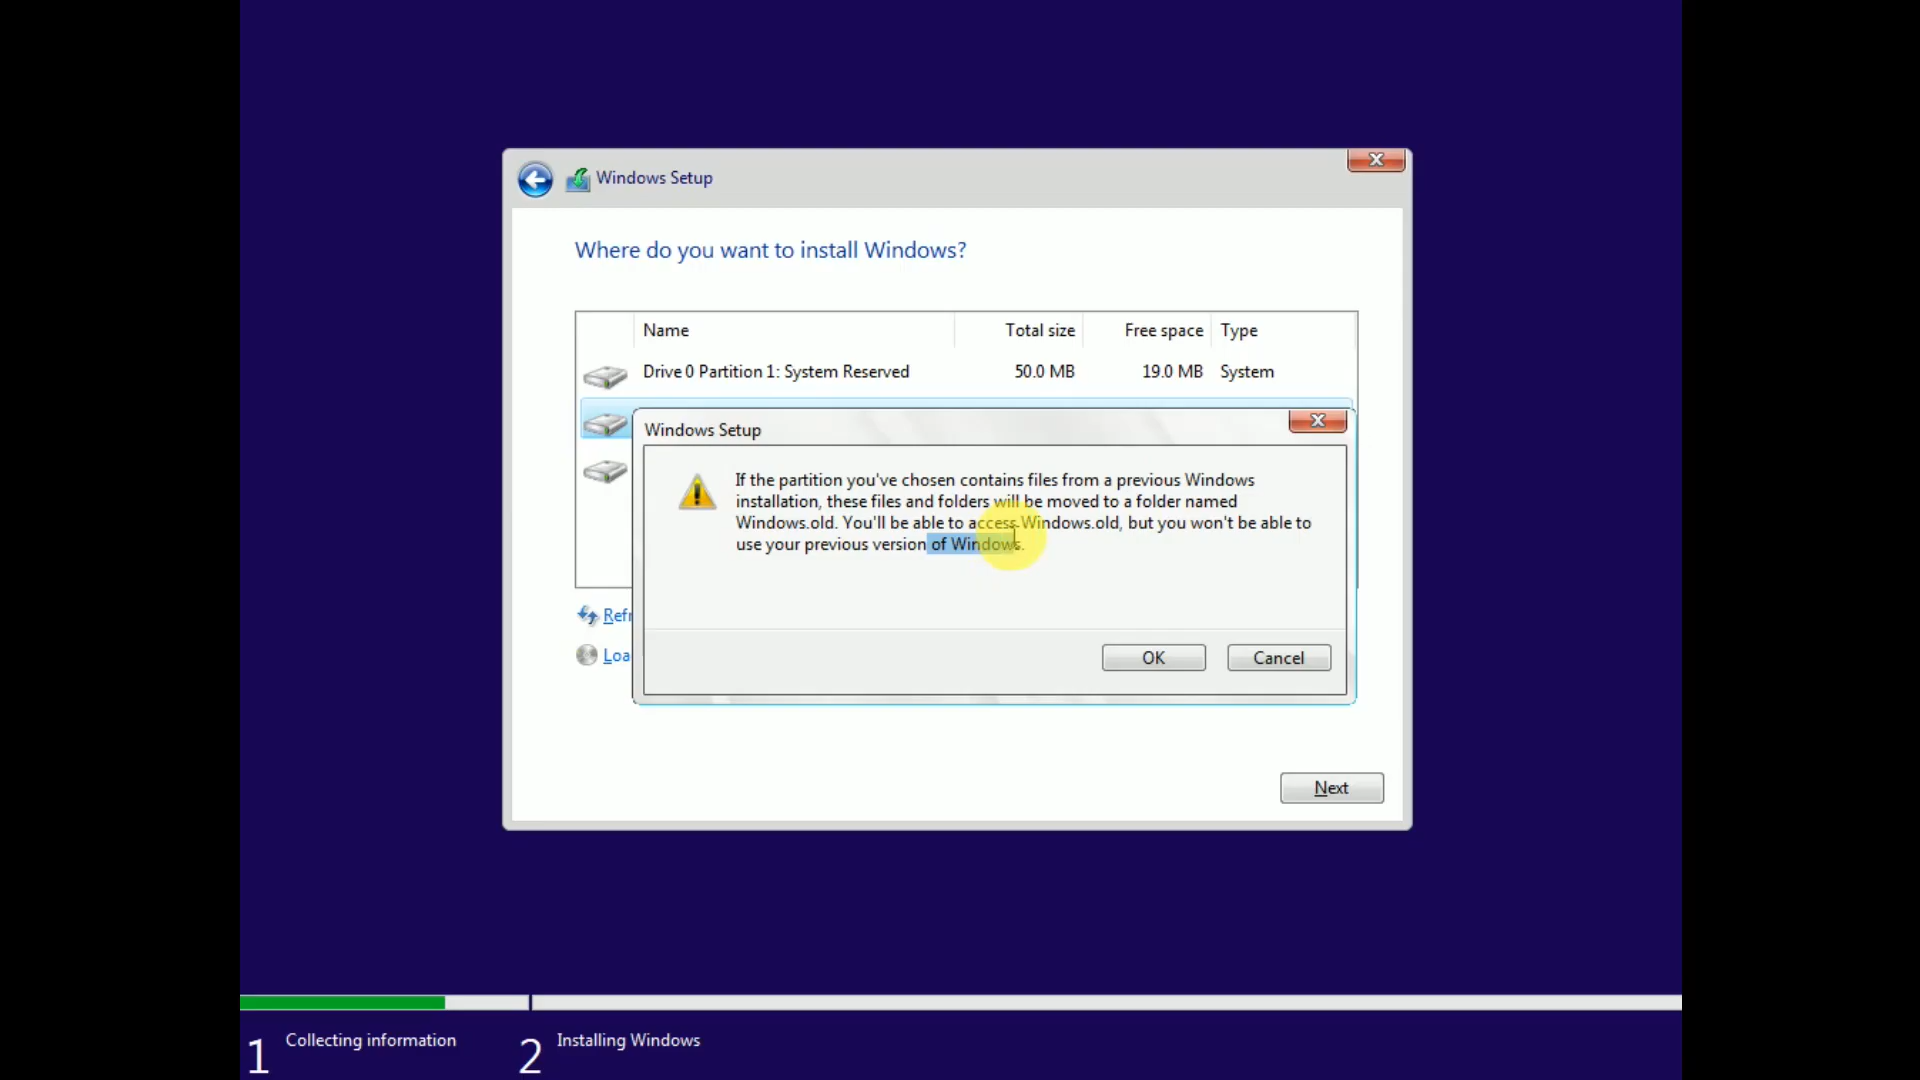 Windows Setup
Where do you want to install Windows?
Name Total size Free space Type
Drive 0 Partition 1: System Reserved 50.0 MB 19.0 MB System
Windows Setup
If the partition you've chosen contains files from a previous Windows
installation, these files and folders will be moved to a folder named
Windows.old. You'll be able to access Windows.old, but you won't be able to
use your previous version of Windows.
Refr
Loa
OK Cancel
Next
1 Collecting information 2 Installing Windows